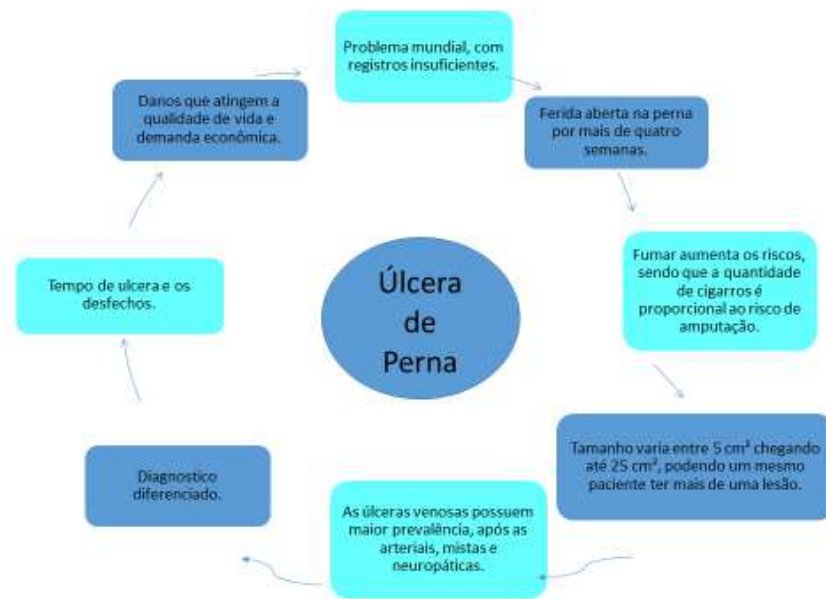 Problema mundial, com
registros insuficientes.
Ferida aberta na perna
por mais de quatro
semanas.
Fumar aumenta os riscos,
sendo que a quantidade
de cigarros é
proporcional ao risco de
amputação.
Tamanho varia entre 5 cm² chegando
até 25 cm², podendo um mesmo
paciente ter mais de uma lesão.
As úlceras venosas possuem
maior prevalência, após as
arteriais, mistas e
neuropáticas.
Diagnostico
diferenciado.
Tempo de ulcera e os
desfechos.
Danos que atingem a
qualidade de vida e
demanda econômica.
Úlcera
de
Perna